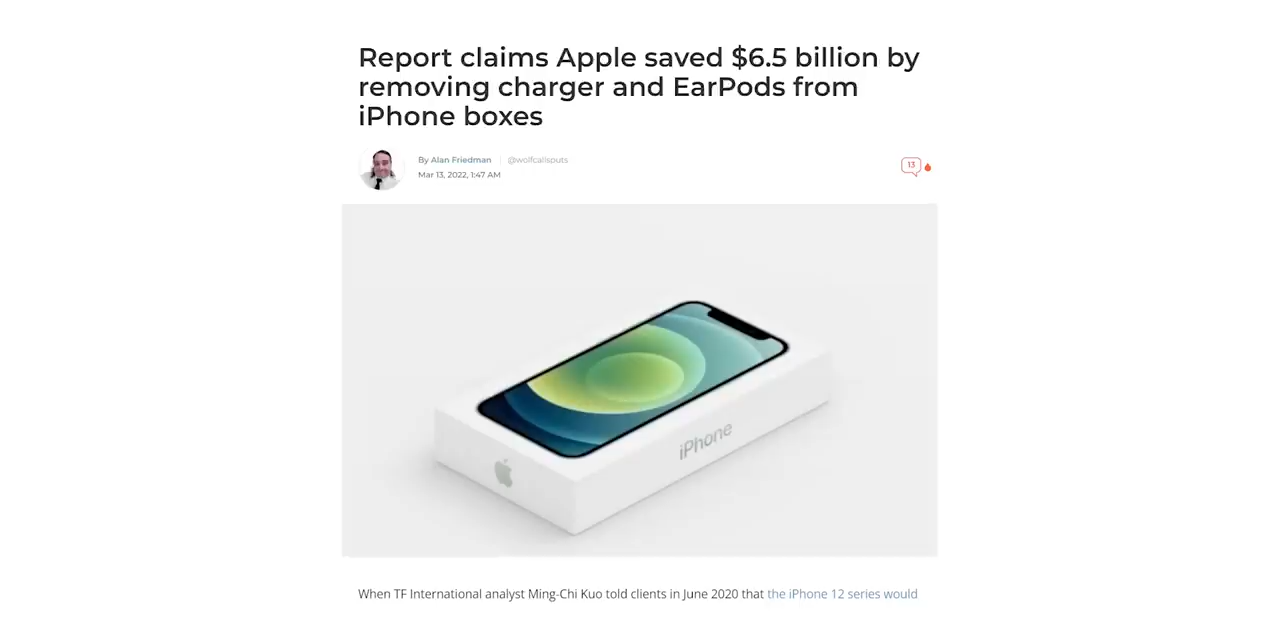 Report claims Apple saved $6.5 billion by
removing charger and EarPods from
iPhone boxes
By Alan Friedman @wolfcallsputs
Mar 13, 2022, 1:47 AM
13
iPhone
When TF International analyst Ming-Chi Kuo told clients in June 2020 that the iPhone 12 series would